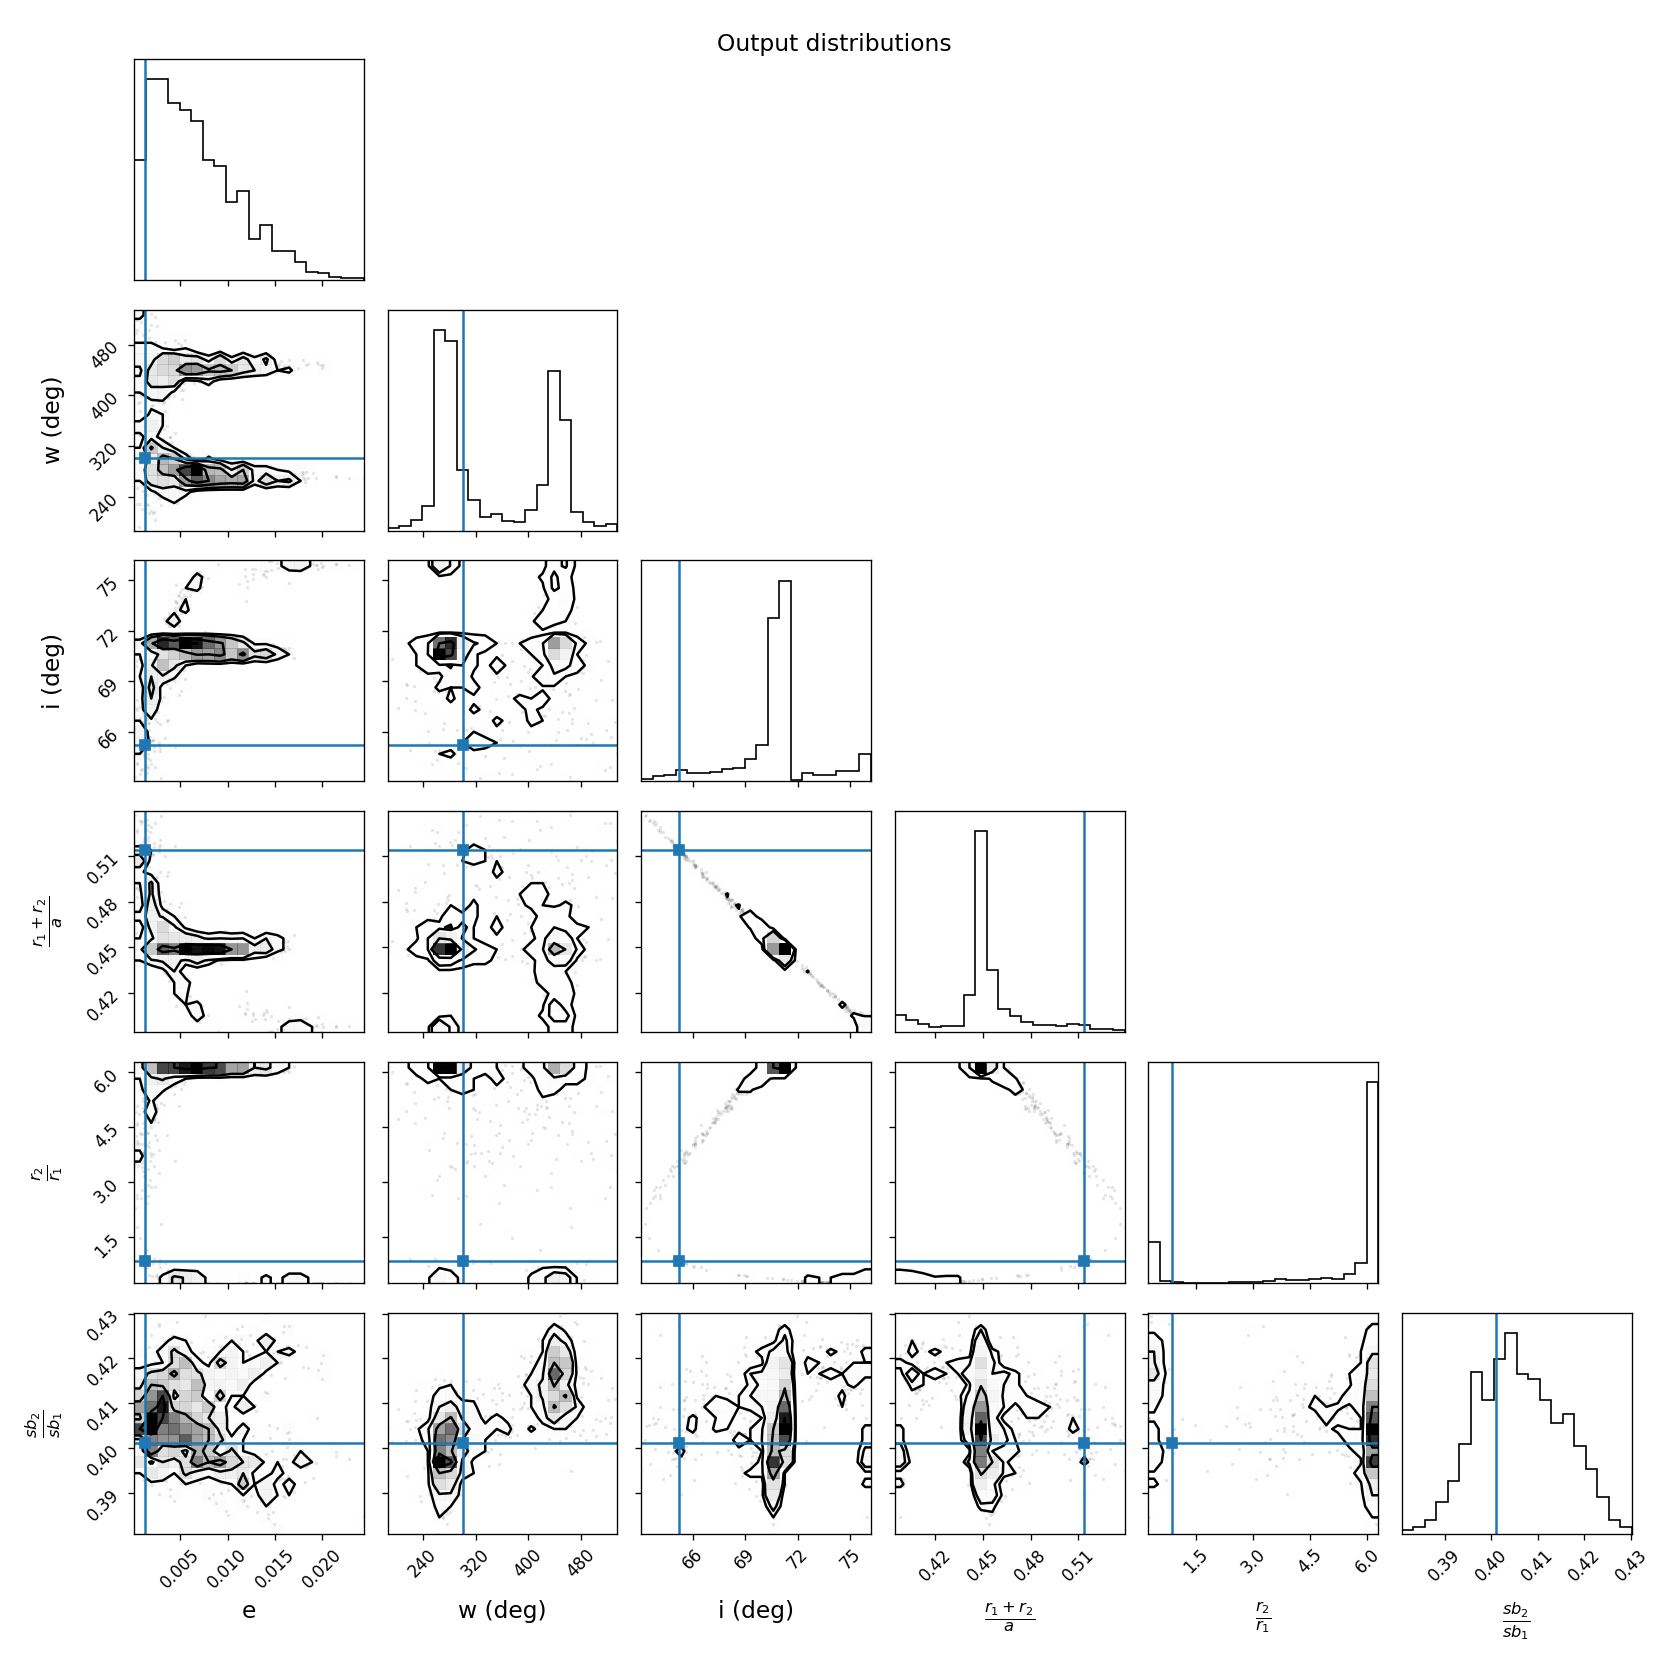 Output distributions
480
400
320
240
w (deg)
75
72
69
66
i (deg)
0.51
0.48
0.45
0.42
r₁ + r₂
a
6.0
4.5
3.0
1.5
r₂
r₁
0.43
0.42
0.41
0.40
0.39
sb₂
sb₁
0.005 0.010 0.015 0.020
240 320 400 480
66 69 72 75
0.42 0.45 0.48 0.51
1.5 3.0 4.5 6.0
0.39 0.40 0.41 0.42 0.43
e
w (deg)
i (deg)
r₁ + r₂
a
r₂
r₁
sb₂
sb₁